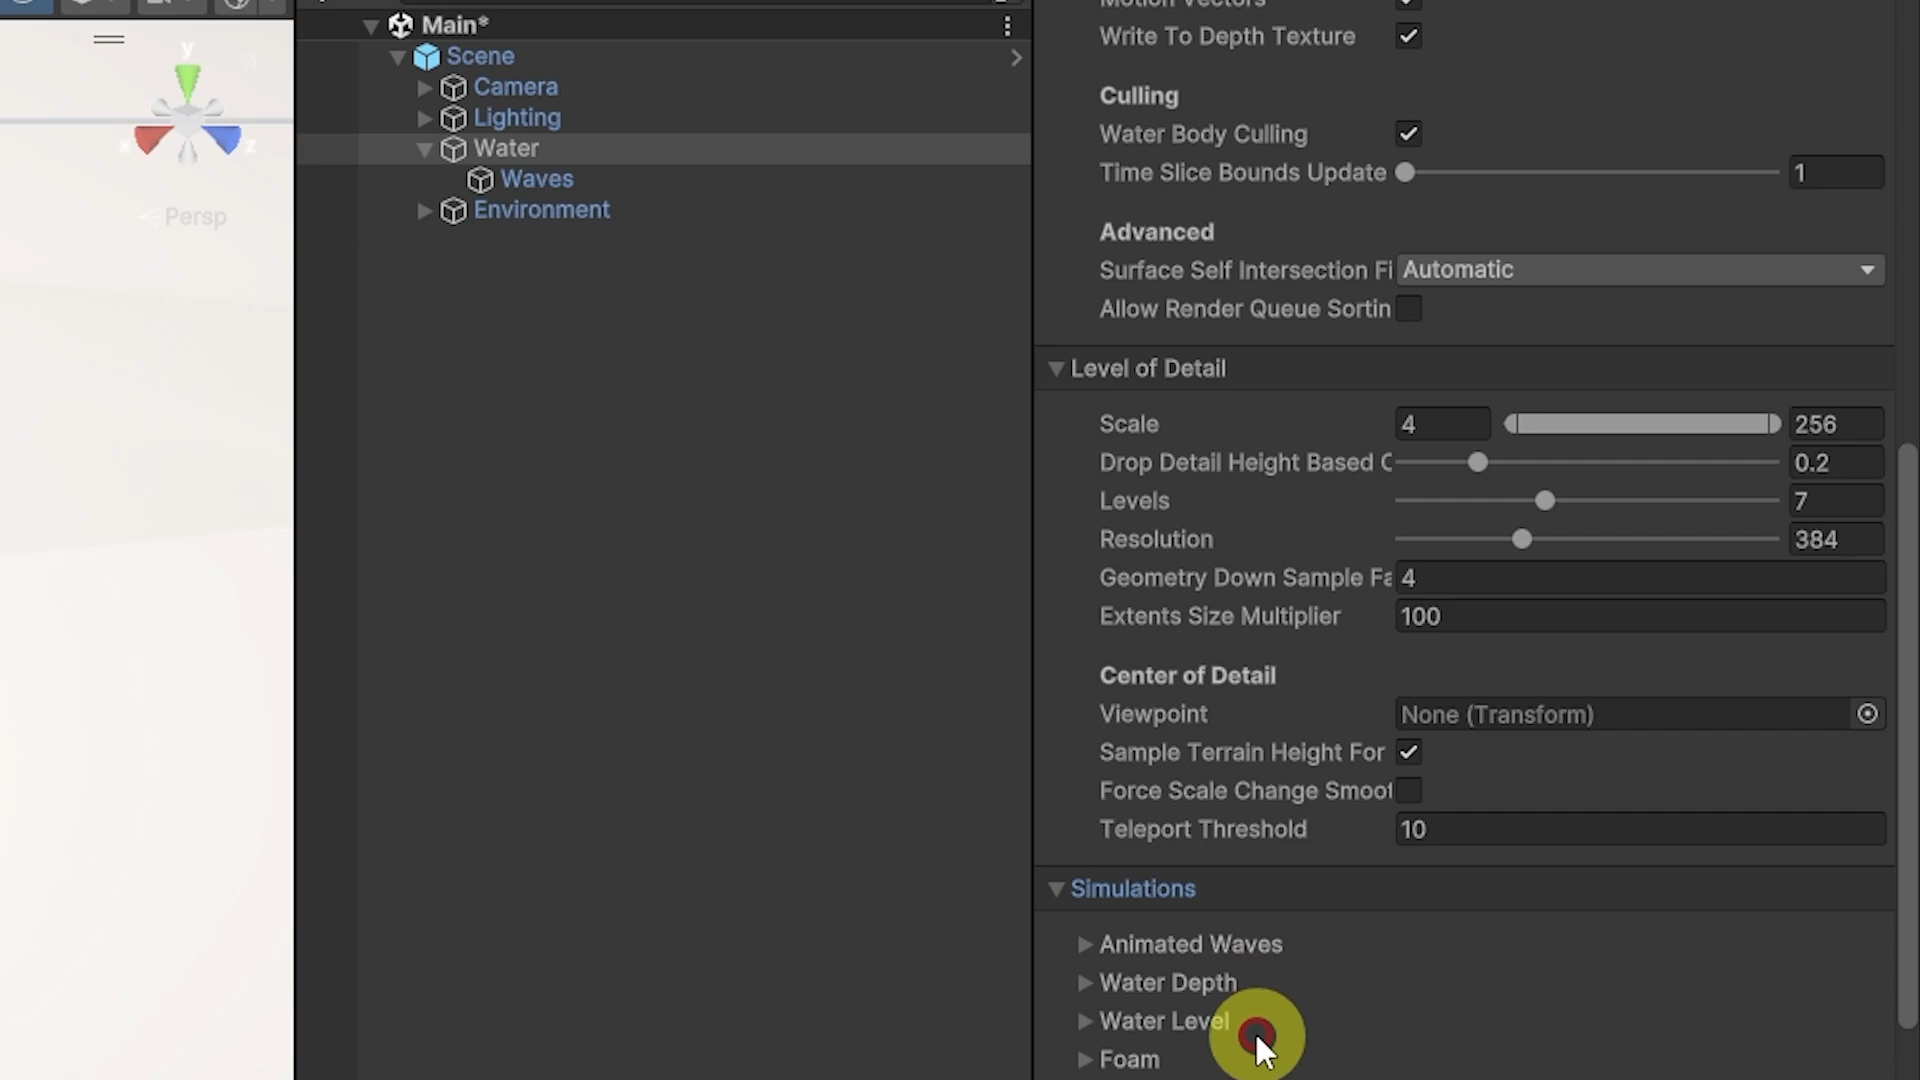 y
x
z
Persp
Main*
Scene
Camera
Lighting
Water
Waves
Environment
Motion Vectors
Write To Depth Texture
Culling
Water Body Culling
Time Slice Bounds Update 1
Advanced
Surface Self Intersection Fi Automatic
Allow Render Queue Sortin
Level of Detail
Scale 4 256
Drop Detail Height Based C 0.2
Levels 7
Resolution 384
Geometry Down Sample Fa 4
Extents Size Multiplier 100
Center of Detail
Viewpoint None (Transform)
Sample Terrain Height For
Force Scale Change Smoot
Teleport Threshold 10
Simulations
Animated Waves
Water Depth
Water Level
Foam